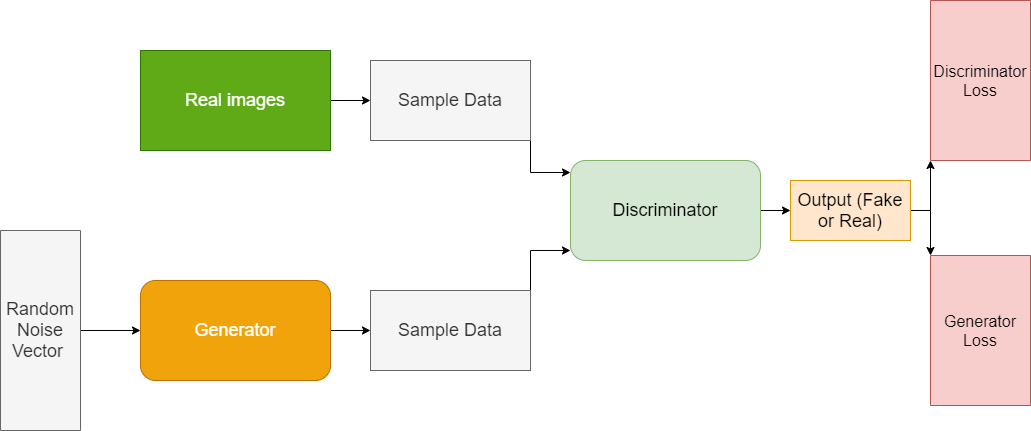 Real images
Sample Data
Discriminator
Loss
Discriminator
Output (Fake
or Real)
Random
Noise
Vector
Generator
Sample Data
Generator
Loss